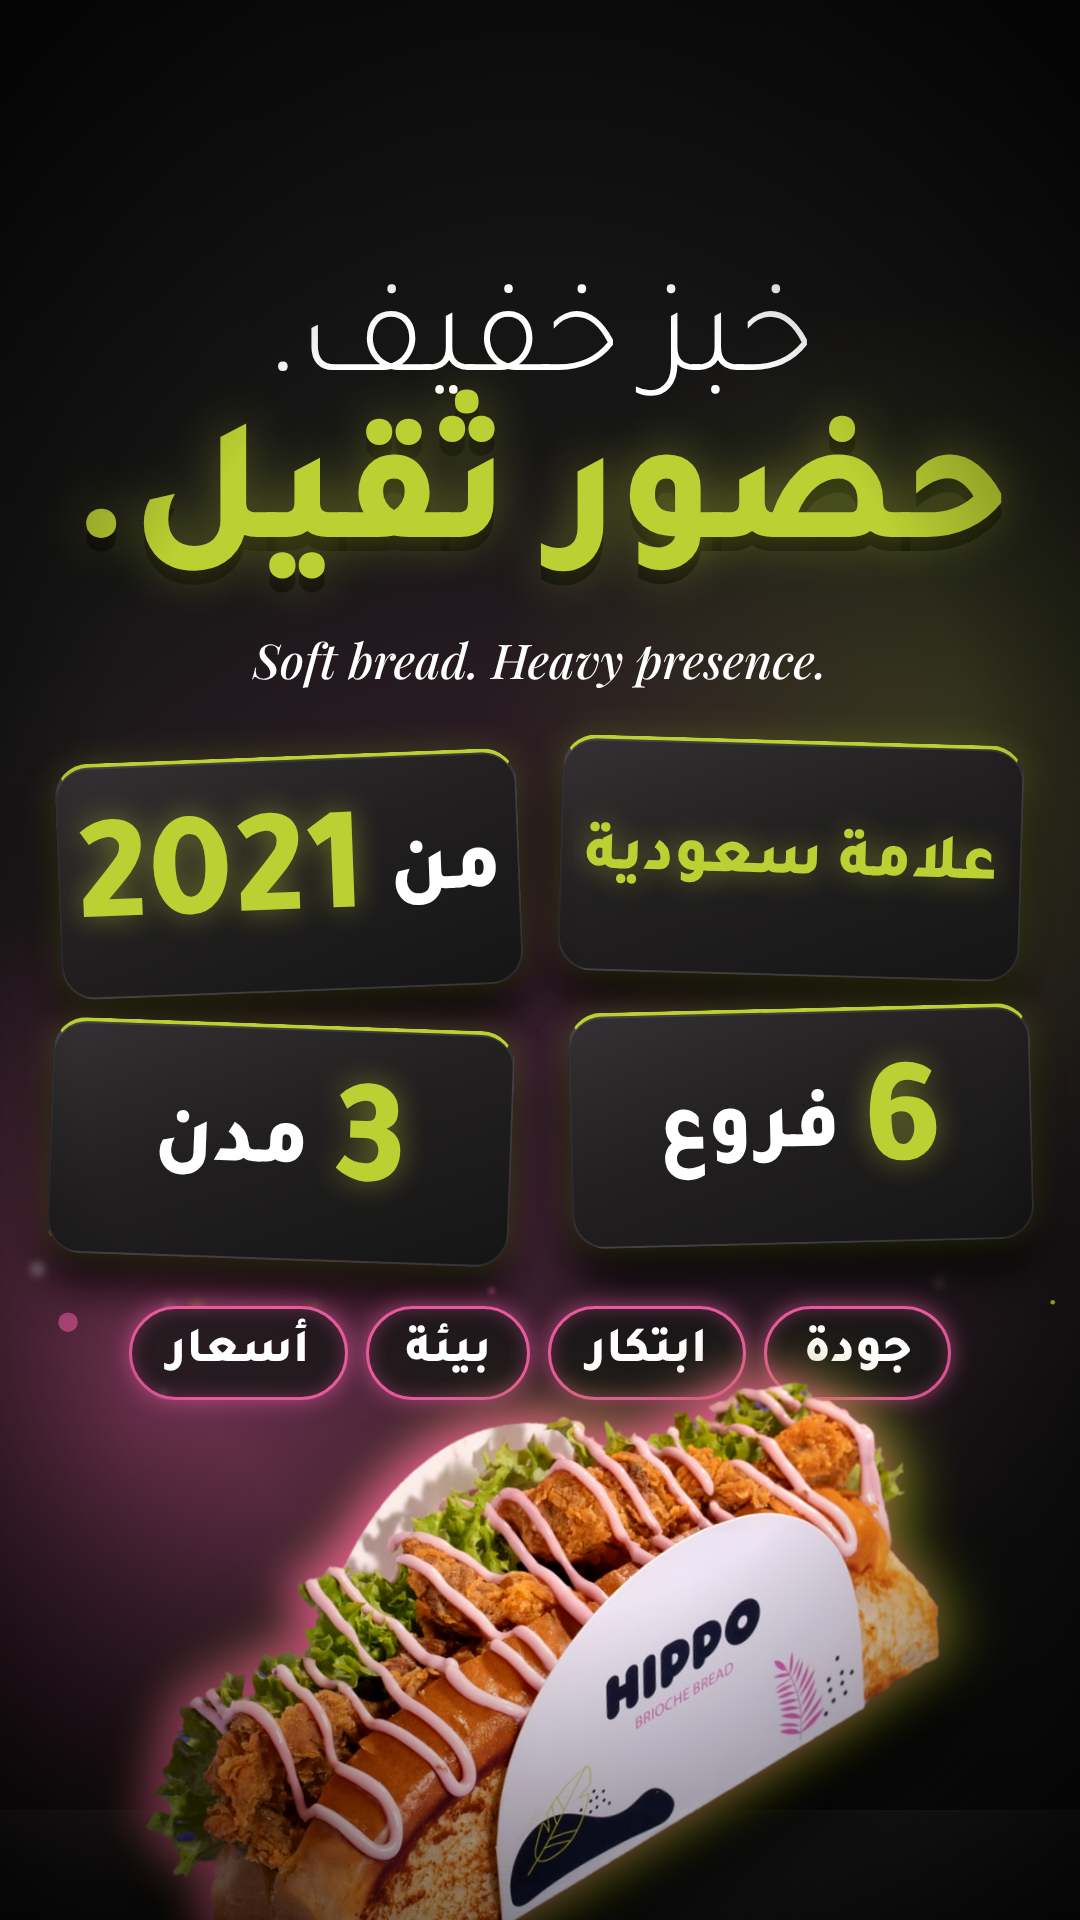 خبز خفيف.
حضور ثقيل.
Soft bread. Heavy presence.
علامة سعودية
من 2021
6 فروع
3 مدن
جودة
ابتكار
بيئة
أسعار
HIPPO
BRIOCHE BREAD